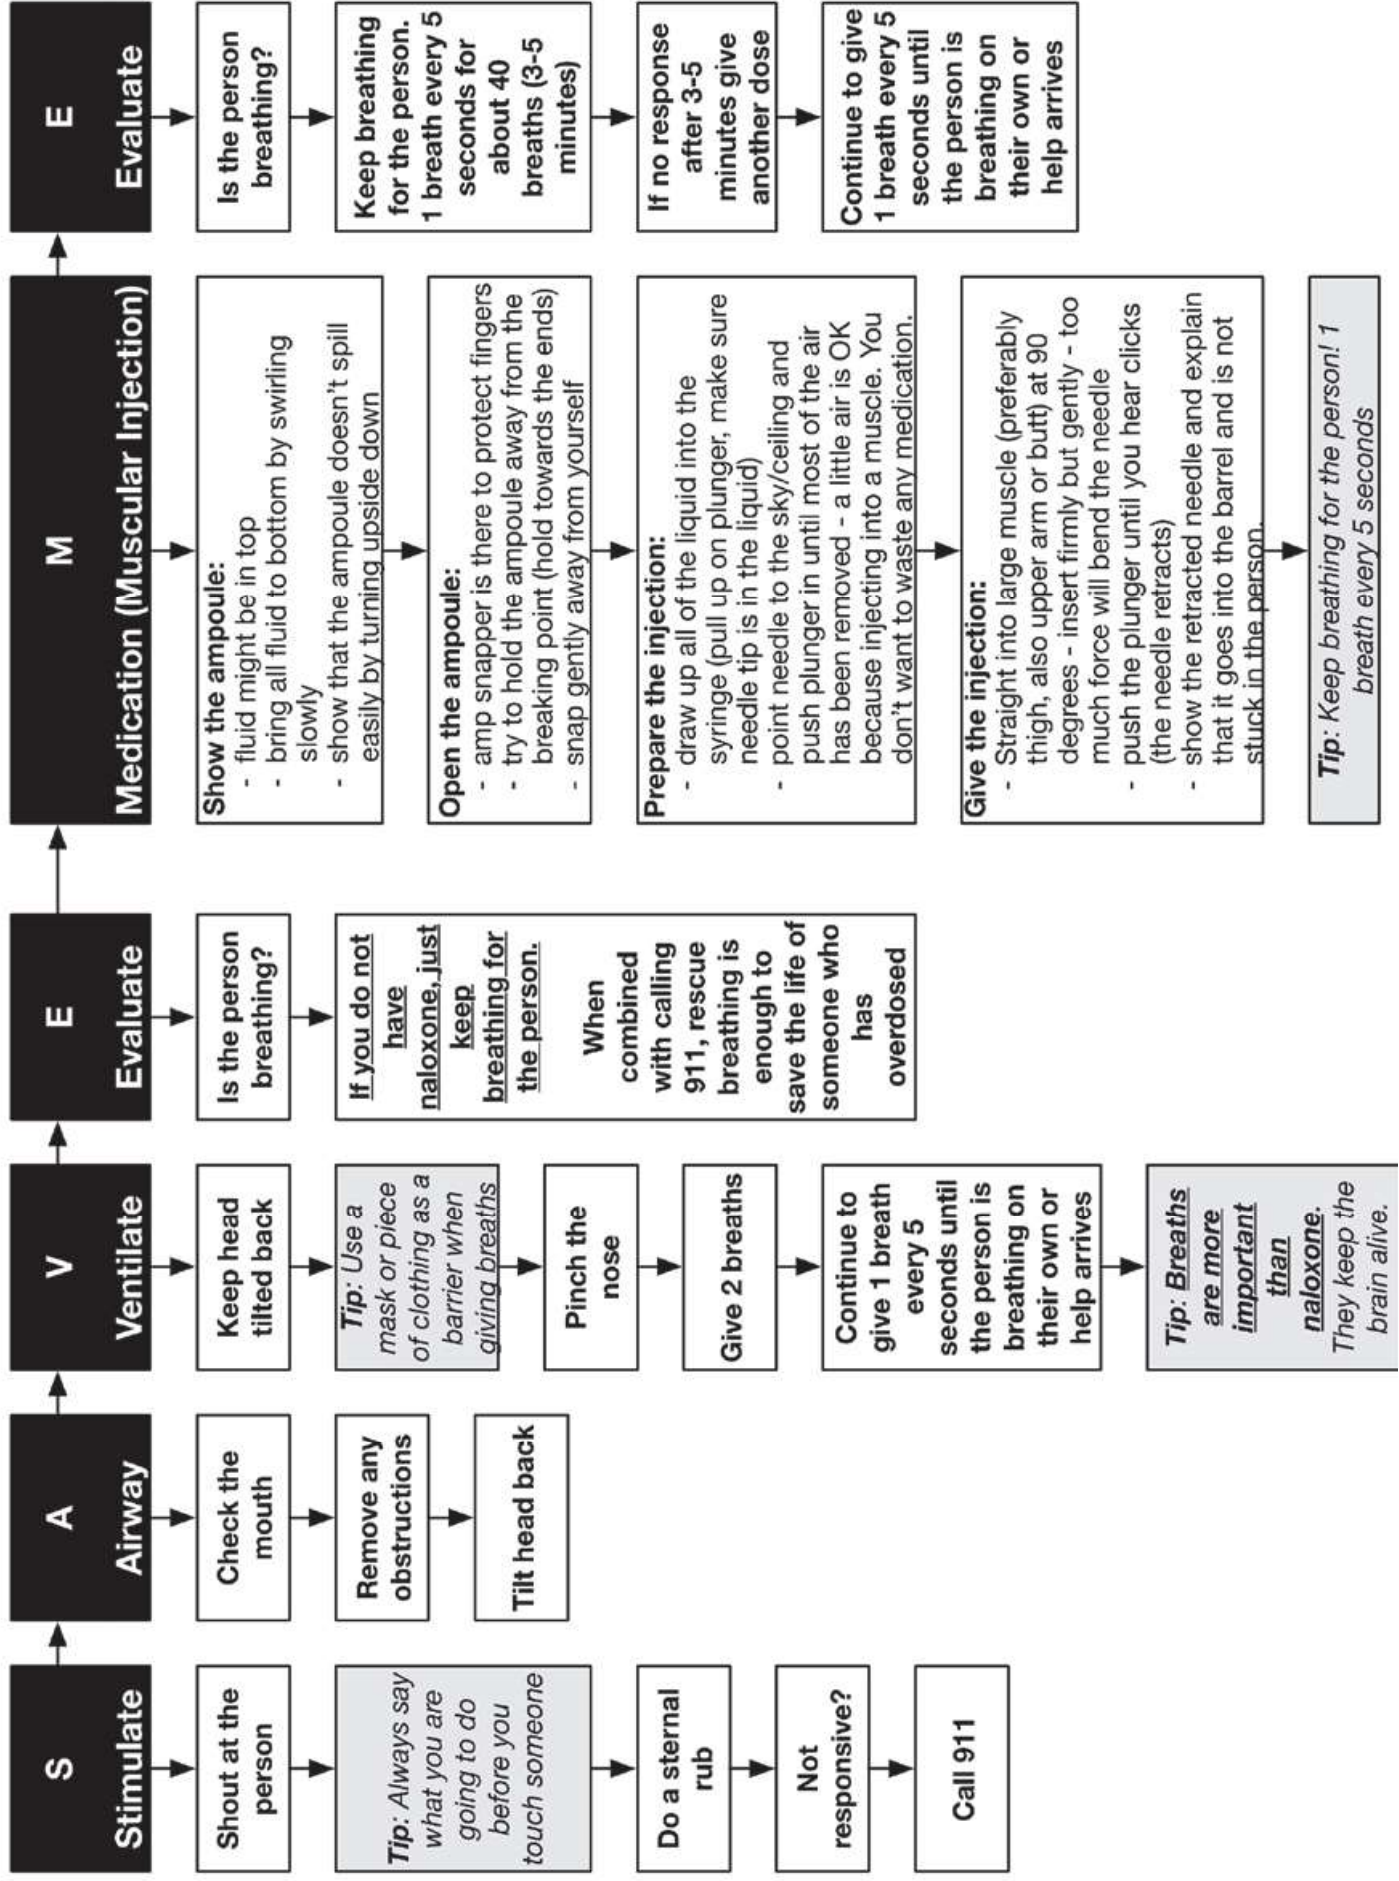 S
Stimulate
Shout at the
person
Tip: Always say
what you are
going to do
before you
touch someone
Do a sternal
rub
Not
responsive?
Call 911
A
Airway
Check the
mouth
Remove any
obstructions
Tilt head back
V
Ventilate
Keep head
tilted back
Tip: Use a
mask or piece
of clothing as a
barrier when
giving breaths
Pinch the
nose
Give 2 breaths
Continue to
give 1 breath
every 5
seconds until
the person is
breathing on
their own or
help arrives
Tip: Breaths
are more
important
than
naloxone.
They keep the
brain alive.
E
Evaluate
Is the person
breathing?
If you do not
have
naloxone, just
keep
breathing for
the person.
When
combined
with calling
911, rescue
breathing is
enough to
save the life of
someone who
has
overdosed
M
Medication (Muscular Injection)
Show the ampoule:
- fluid might be in top
- bring all fluid to bottom by swirling
slowly
- show that the ampoule doesn't spill
easily by turning upside down
Open the ampoule:
- amp snapper is there to protect fingers
- try to hold the ampoule away from the
breaking point (hold towards the ends)
- snap gently away from yourself
Prepare the injection:
- draw up all of the liquid into the
syringe (pull up on plunger, make sure
needle tip is in the liquid)
- point needle to the sky/ceiling and
push plunger in until most of the air
has been removed - a little air is OK
because injecting into a muscle. You
don't want to waste any medication.
Give the injection:
- Straight into large muscle (preferably
thigh, also upper arm or butt) at 90
degrees - insert firmly but gently - too
much force will bend the needle
- push the plunger until you hear clicks
(the needle retracts)
- show the retracted needle and explain
that it goes into the barrel and is not
stuck in the person.
Tip: Keep breathing for the person! 1
breath every 5 seconds
E
Evaluate
Is the person
breathing?
Keep breathing
for the person.
1 breath every 5
seconds for
about 40
breaths (3-5
minutes)
If no response
after 3-5
minutes give
another dose
Continue to give
1 breath every 5
seconds until
the person is
breathing on
their own or
help arrives